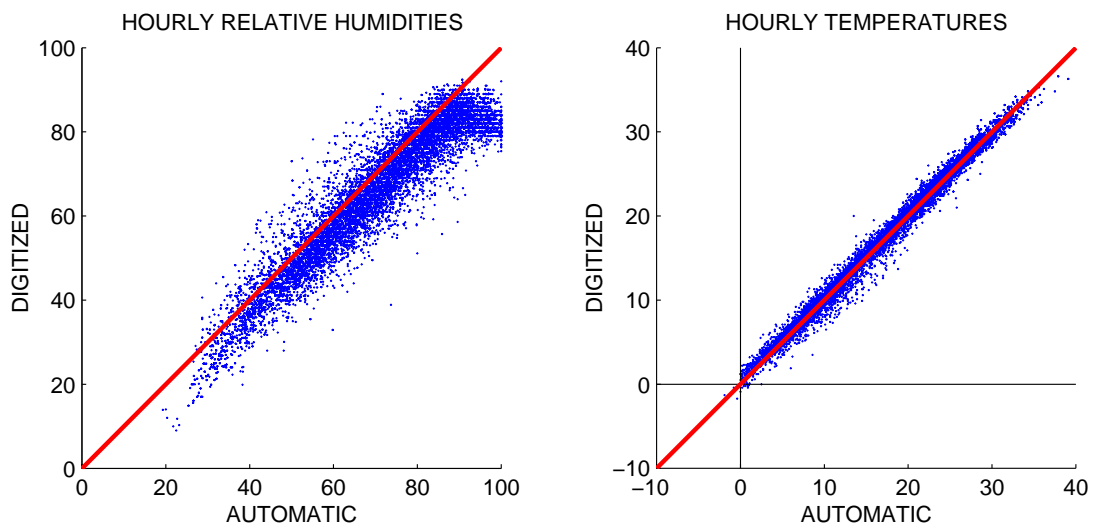 HOURLY RELATIVE HUMIDITIES
100
80
60
40
20
0
DIGITIZED
0 20 40 60 80 100
AUTOMATIC
HOURLY TEMPERATURES
40
30
20
10
0
−10
DIGITIZED
−10 0 10 20 30 40
AUTOMATIC